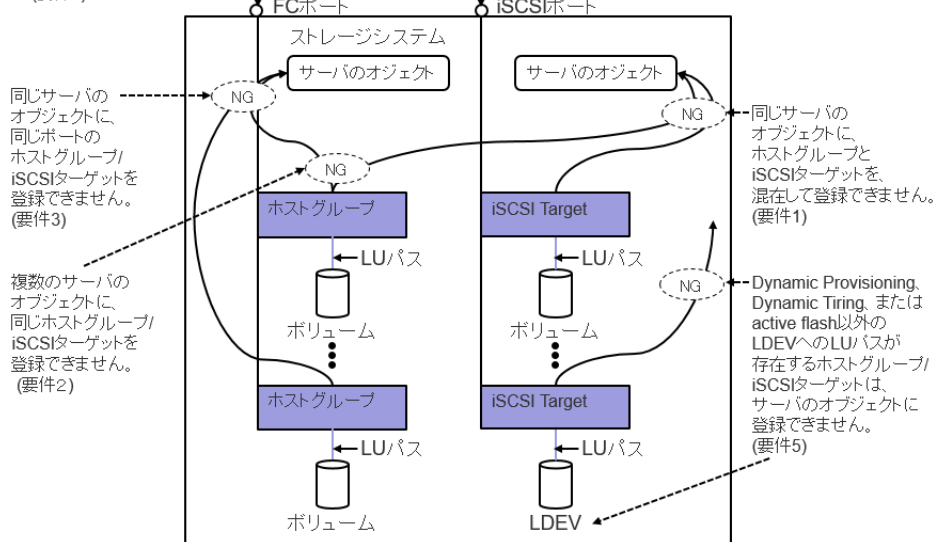 FCポート
iSCSIポート
ストレージシステム
サーバのオジェクト
サーバのオジェクト
NG
NG
NG
NG
同じサーバの
オブジェクトに、
同じポートの
ホストグループ/
iSCSIターゲットを
登録できません。
(要件3)
複数のサーバの
オブジェクトに、
同じホストグループ/
iSCSIターゲットを
登録できません。
(要件2)
ホストグループ
LUパス
ボリューム
ホストグループ
LUパス
ボリューム
iSCSI Target
LUパス
ボリューム
iSCSI Target
LUパス
LDEV
同じサーバの
オブジェクトに、
ホストグループと
iSCSIターゲットを、
混在して登録できません。
(要件1)
Dynamic Provisioning、
Dynamic Tiring、または
active flash以外の
LDEVへのLUパスが
存在するホストグループ/
iSCSIターゲットは、
サーバのオブジェクトに
登録できません。
(要件5)